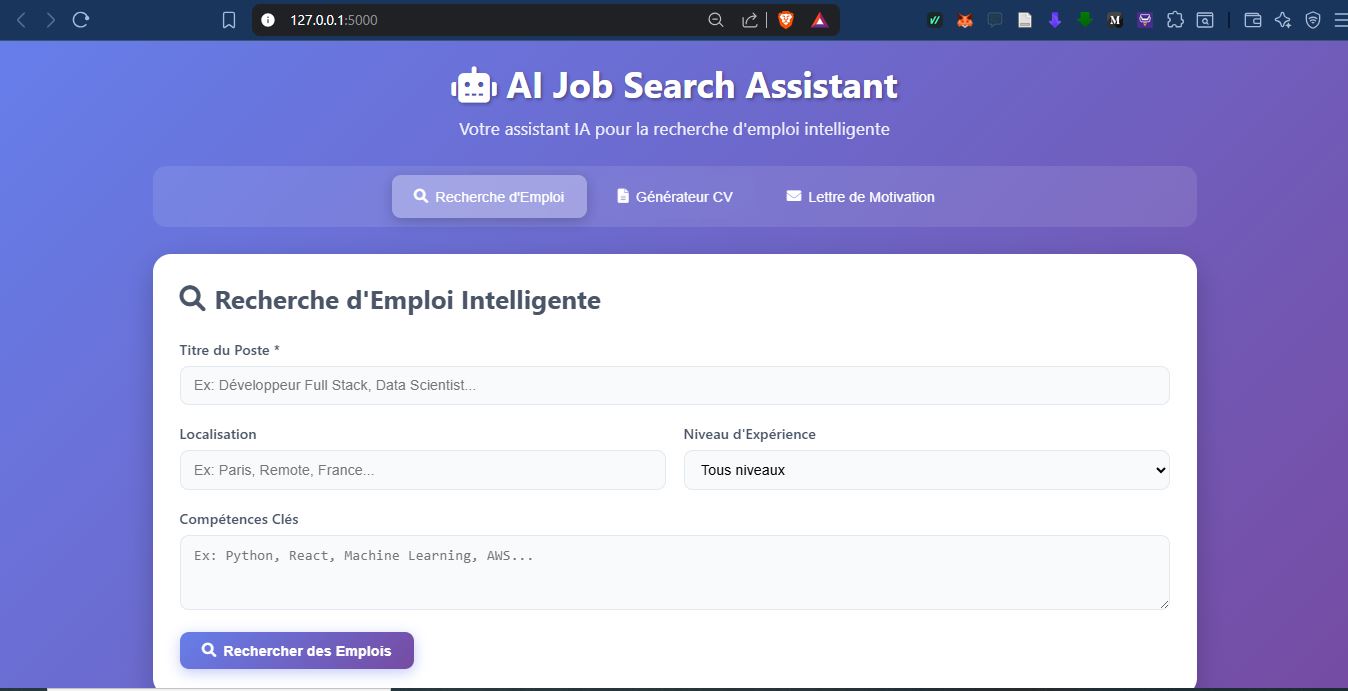 127.0.0.1:5000
M
AI Job Search Assistant
Votre assistant IA pour la recherche d'emploi intelligente
Recherche d'Emploi
Générateur CV
Lettre de Motivation
Recherche d'Emploi Intelligente
Titre du Poste *
Ex: Développeur Full Stack, Data Scientist...
Localisation
Niveau d'Expérience
Ex: Paris, Remote, France...
Tous niveaux
Compétences Clés
Ex: Python, React, Machine Learning, AWS...
Rechercher des Emplois